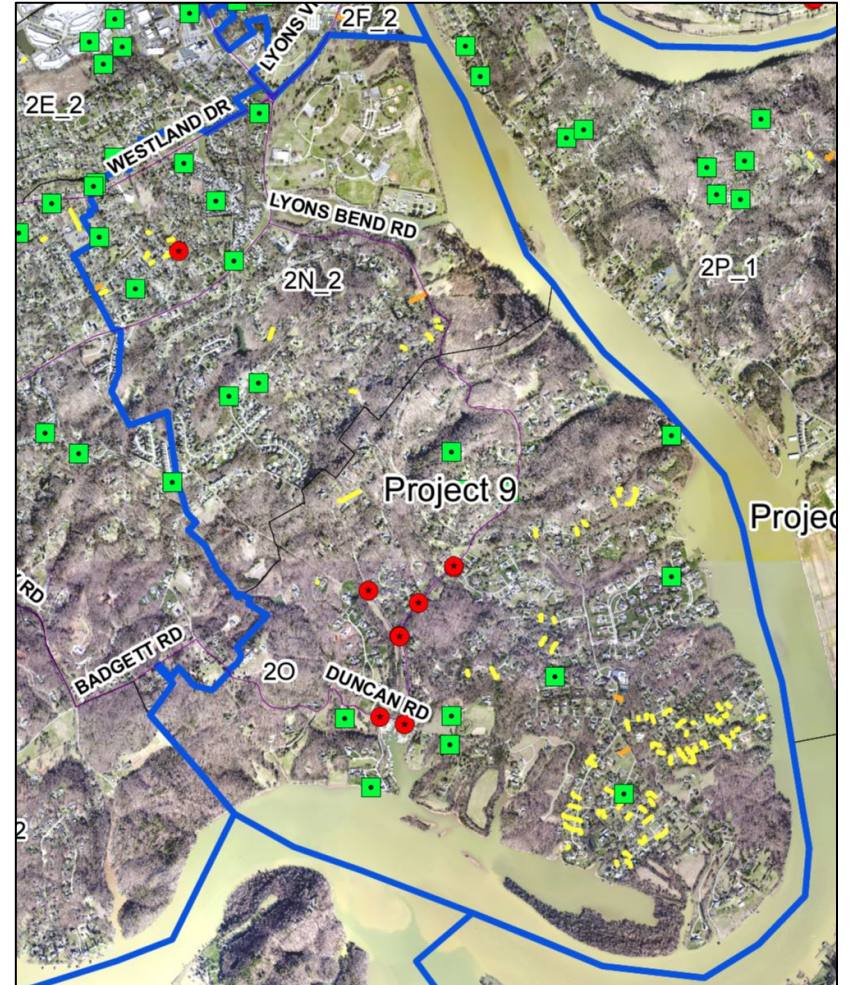 2F_2
LYONS V
2E_2
WESTLAND DR
LYONS BEND RD
2P_1
2N_2
Project 9
Projec
RD
BADGETT RD
2O
DUNCAN RD
2